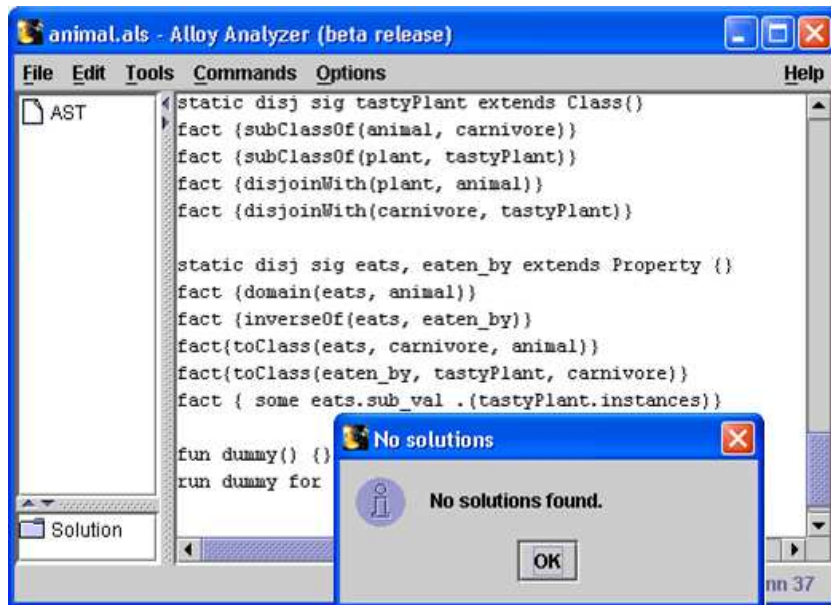 animal.als - Alloy Analyzer (beta release)
File Edit Tools Commands Options Help
AST
static disj sig tastyPlant extends Class{}
fact {subClassOf(animal, carnivore)}
fact {subClassOf(plant, tastyPlant)}
fact {disjoinWith(plant, animal)}
fact {disjoinWith(carnivore, tastyPlant)}
static disj sig eats, eaten_by extends Property {}
fact {domain(eats, animal)}
fact {inverseOf(eats, eaten_by)}
fact{toClass(eats, carnivore, animal)}
fact{toClass(eaten_by, tastyPlant, carnivore)}
fact { some eats.sub_val .(tastyPlant.instances)}
fun dummy() {}
run dummy for
Solution
No solutions
No solutions found.
OK
37